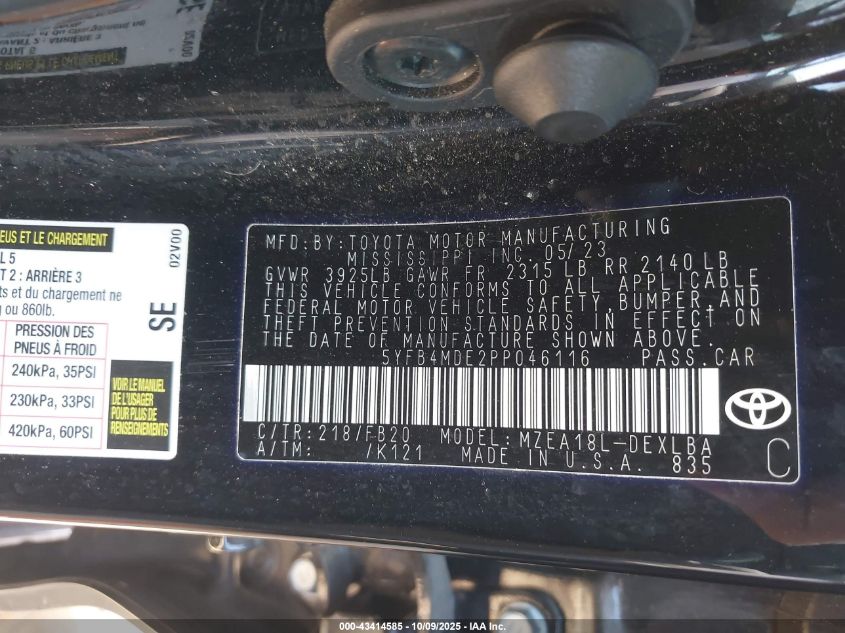 EUS ET LE CHARGEMENT
L 5
T 2 : ARRIÈRE 3
ts et du chargement ne
g ou 860lb.
PRESSION DES
PNEUS À FROID
240kPa, 35PSI
230kPa, 33PSI
420kPa, 60PSI
VOIR LE MANUEL
DE L'USAGER
POUR PLUS DE
RENSEIGNEMENTS
02V00
SE
MFD. BY: TOYOTA MOTOR MANUFACTURING
MISSISSIPPI INC. 05/23
GVWR 3925LB GAWR FR 2315 LB RR 2140 LB
THIS VEHICLE CONFORMS TO ALL APPLICABLE
FEDERAL MOTOR VEHICLE SAFETY, BUMPER, AND
THEFT PREVENTION STANDARDS IN EFFECT ON
THE DATE OF MANUFACTURE SHOWN ABOVE.
5YFB4MDE2PP046116 PASS. CAR
C/TR: 218/FB20 MODEL: MZEA18L-DEXLBA
A/TM: /K121 MADE IN U.S.A. 835
C
000-43414585 - 10/09/2025 - IAA Inc.